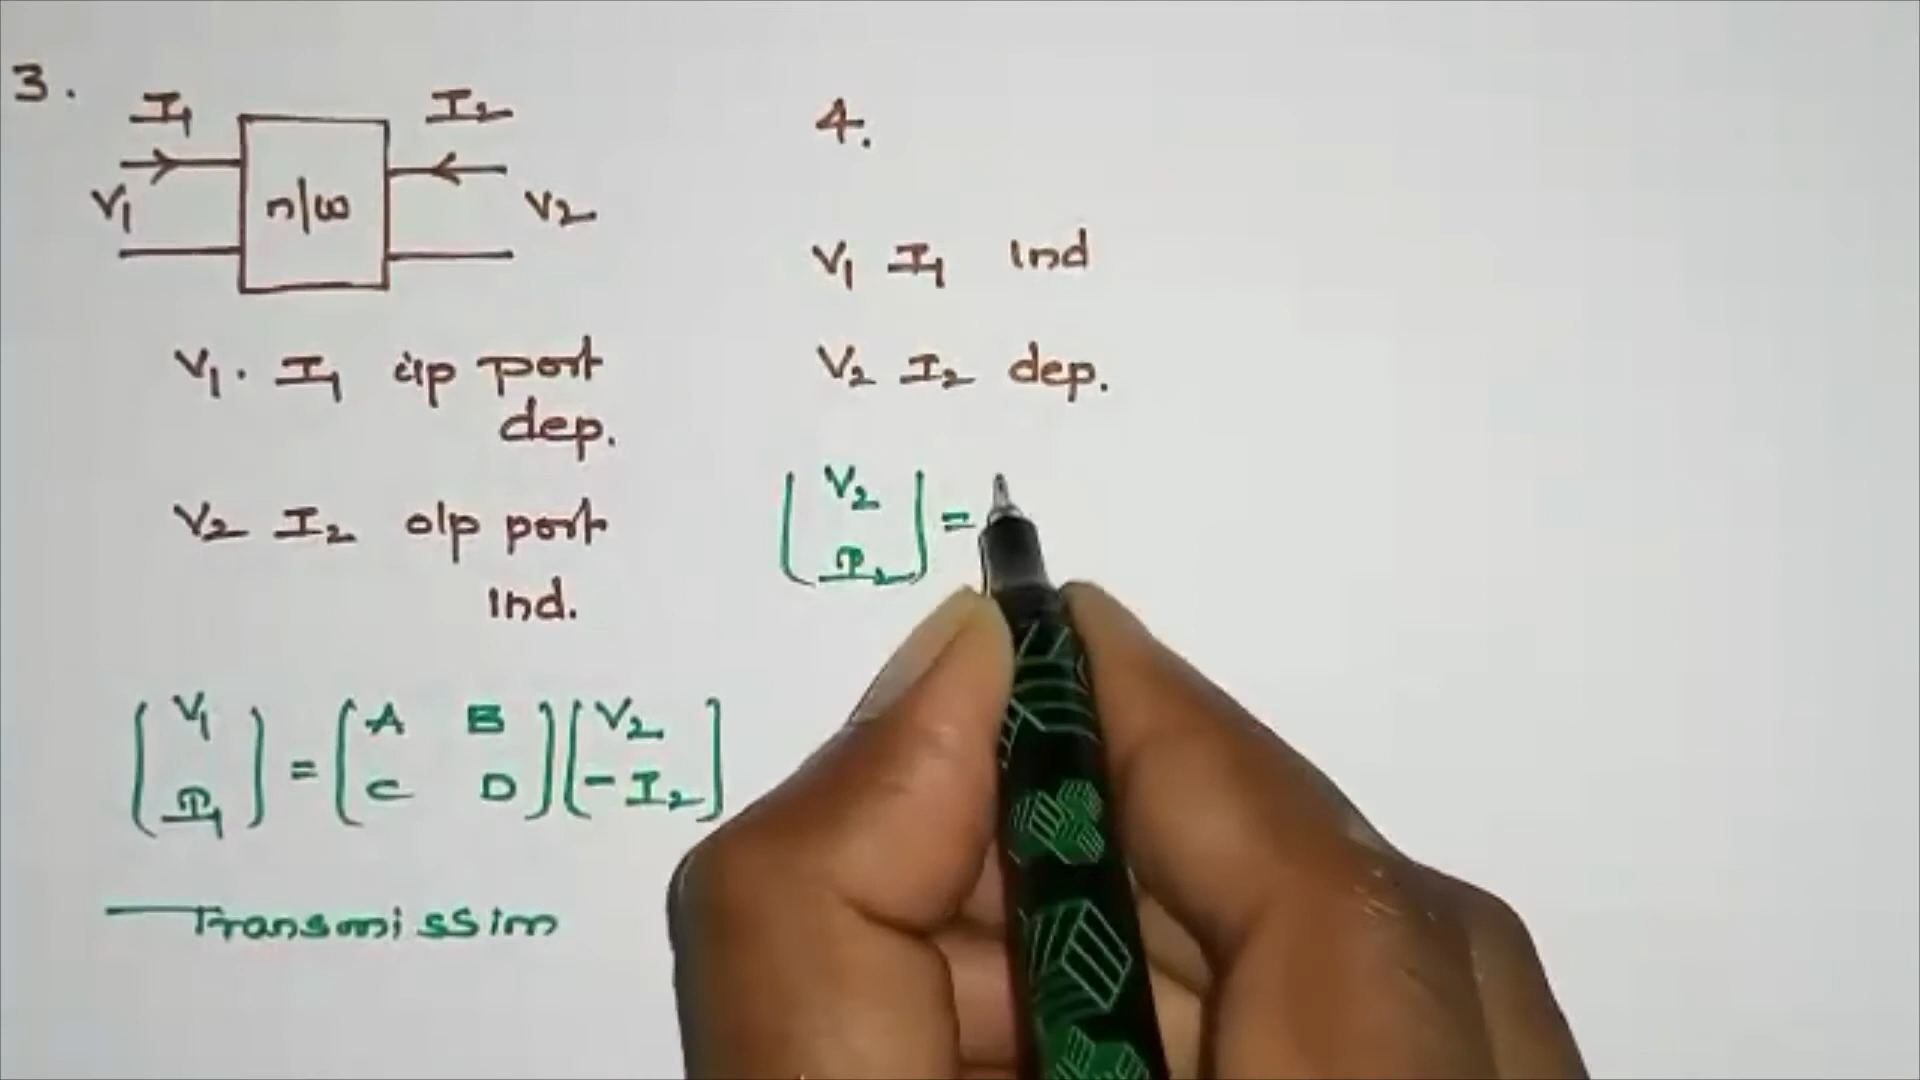 3.
I1 I2
V1 n/w V2
V1. I1 i/p port
dep.
V2 I2 o/p port
Ind.
[V1 I1] = [A B C D] [V2 -I2]
Transmission
4.
V1 I1 Ind
V2 I2 dep.
[V2 I2] =